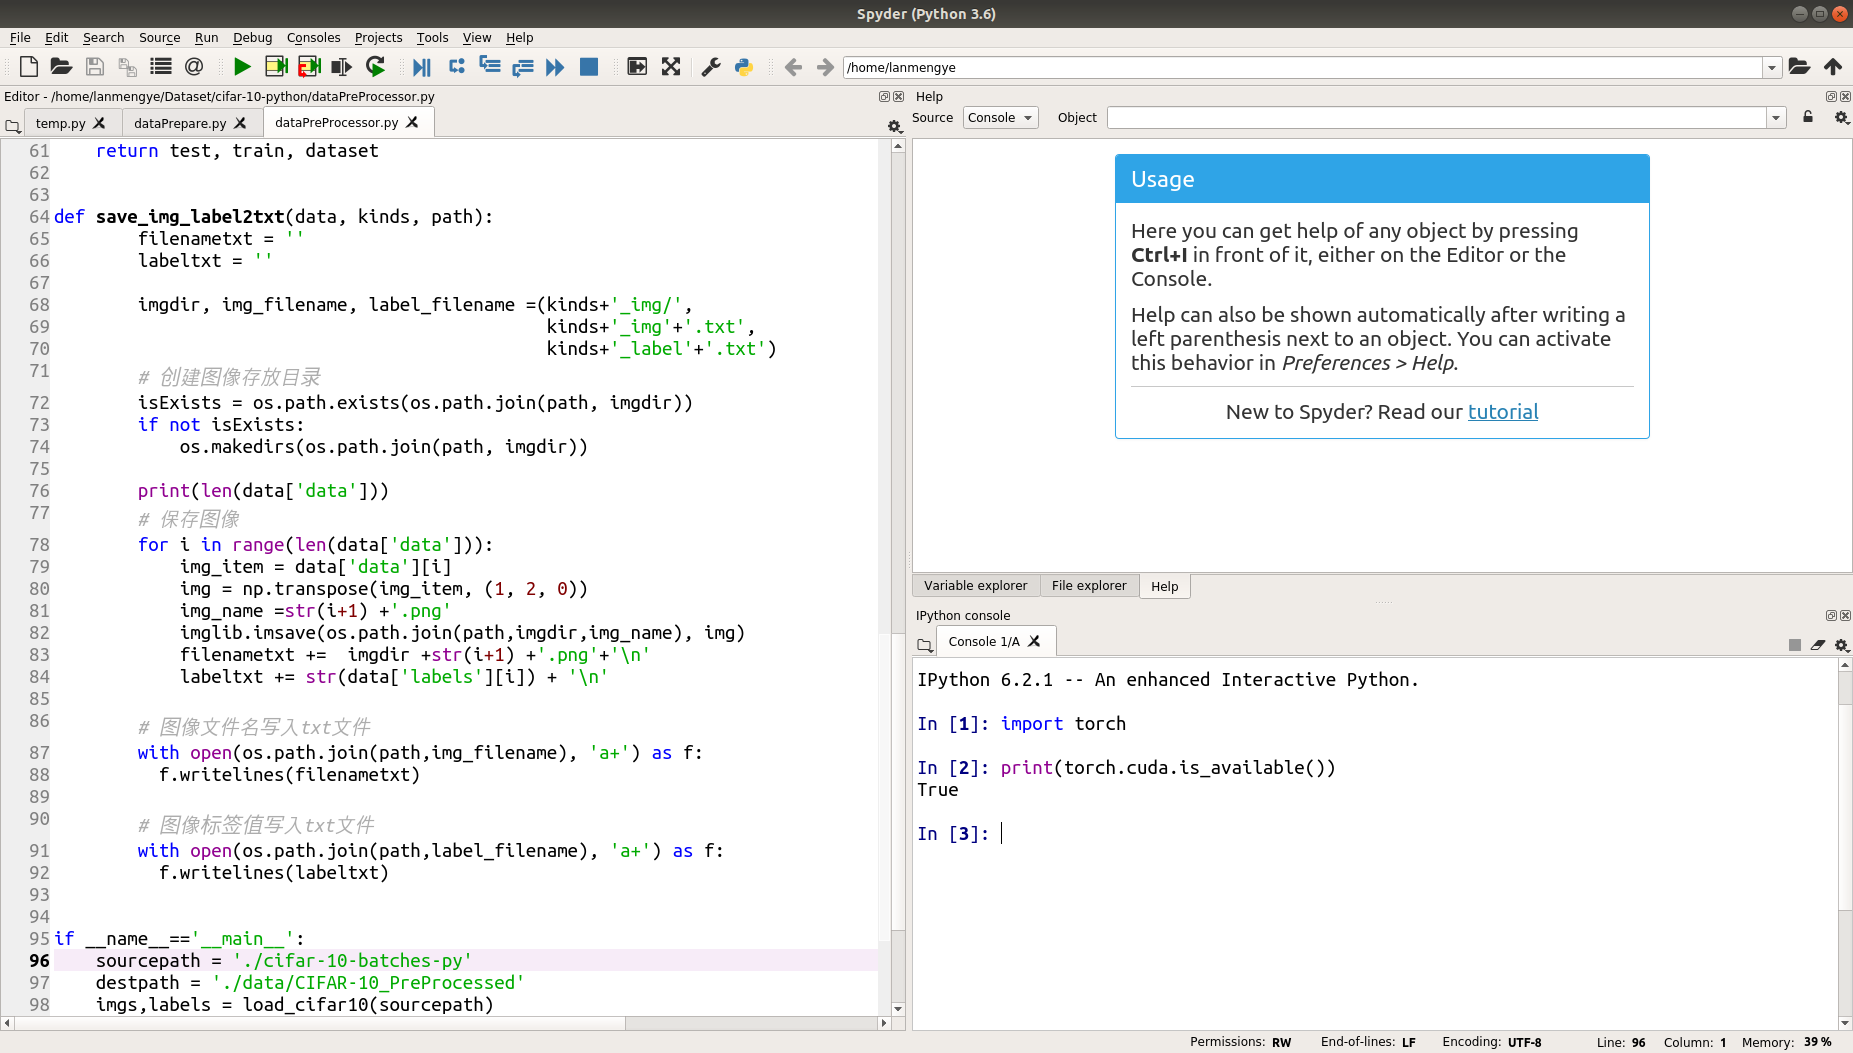 Spyder (Python 3.6)
File Edit Search Source Run Debug Consoles Projects Tools View Help
/home/lanmengye
Editor - /home/lanmengye/Dataset/cifar-10-python/dataPreProcessor.py
temp.py dataPrepare.py dataPreProcessor.py
61     return test, train, dataset
62
63
64 def save_img_label2txt(data, kinds, path):
65         filenametxt = ''
66         labeltxt = ''
67
68         imgdir, img_filename, label_filename =(kinds+'_img/',
69                                                kinds+'_img'+'.txt',
70                                                kinds+'_label'+'.txt')
71         # 创建图像存放目录
72         isExists = os.path.exists(os.path.join(path, imgdir))
73         if not isExists:
74             os.makedirs(os.path.join(path, imgdir))
75
76         print(len(data['data']))
77         # 保存图像
78         for i in range(len(data['data'])):
79             img_item = data['data'][i]
80             img = np.transpose(img_item, (1, 2, 0))
81             img_name =str(i+1) +'.png'
82             imglib.imsave(os.path.join(path,imgdir,img_name), img)
83             filenametxt +=  imgdir +str(i+1) +'.png'+'\n'
84             labeltxt += str(data['labels'][i]) + '\n'
85
86         # 图像文件名写入txt文件
87         with open(os.path.join(path,img_filename), 'a+') as f:
88           f.writelines(filenametxt)
89
90         # 图像标签值写入txt文件
91         with open(os.path.join(path,label_filename), 'a+') as f:
92           f.writelines(labeltxt)
93
94
95 if __name__=='__main__':
96     sourcepath = './cifar-10-batches-py'
97     destpath = './data/CIFAR-10_PreProcessed'
98     imgs,labels = load_cifar10(sourcepath)
Help
Source Console Object
Usage
Here you can get help of any object by pressing
Ctrl+I in front of it, either on the Editor or the
Console.
Help can also be shown automatically after writing a
left parenthesis next to an object. You can activate
this behavior in Preferences > Help.
New to Spyder? Read our tutorial
Variable explorer File explorer Help
IPython console
Console 1/A
IPython 6.2.1 -- An enhanced Interactive Python.
In [1]: import torch
In [2]: print(torch.cuda.is_available())
True
In [3]:
Permissions: RW End-of-lines: LF Encoding: UTF-8 Line: 96 Column: 1 Memory: 39 %